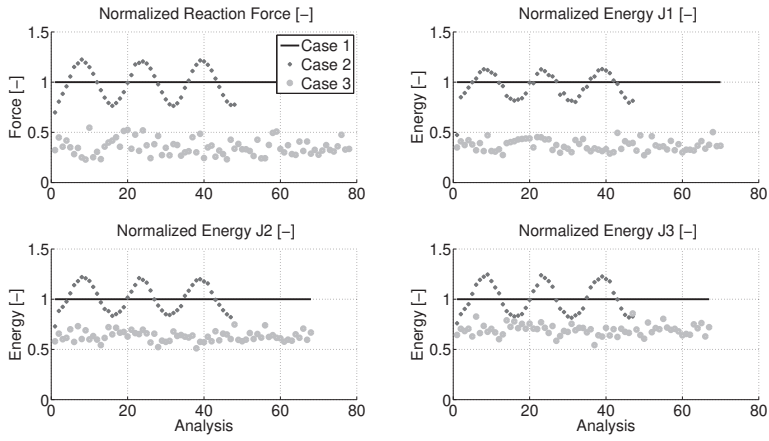 Normalized Reaction Force [−]
Force [−]
1.5
1
0.5
0
0 20 40 60 80
Case 1
Case 2
Case 3
Normalized Energy J1 [−]
Energy [−]
1.5
1
0.5
0
0 20 40 60 80
Normalized Energy J2 [−]
Energy [−]
1.5
1
0.5
0
0 20 40 60 80
Analysis
Normalized Energy J3 [−]
Energy [−]
1.5
1
0.5
0
0 20 40 60 80
Analysis